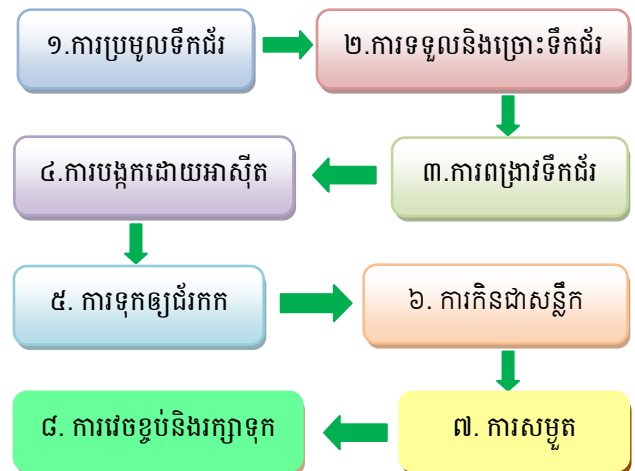 ១.ការប្រមូលទឹកជ័រ
២.ការទទួលនិងច្រោះទឹកជ័រ
៣.ការពង្រាវទឹកជ័រ
៤.ការបង្កកដោយអាស៊ីត
៥. ការទុកឲ្យជ័រកក
៦. ការកិនជាសន្លឹក
៧. ការសម្ងួត
៨. ការវេចខ្ចប់និងរក្សាទុក